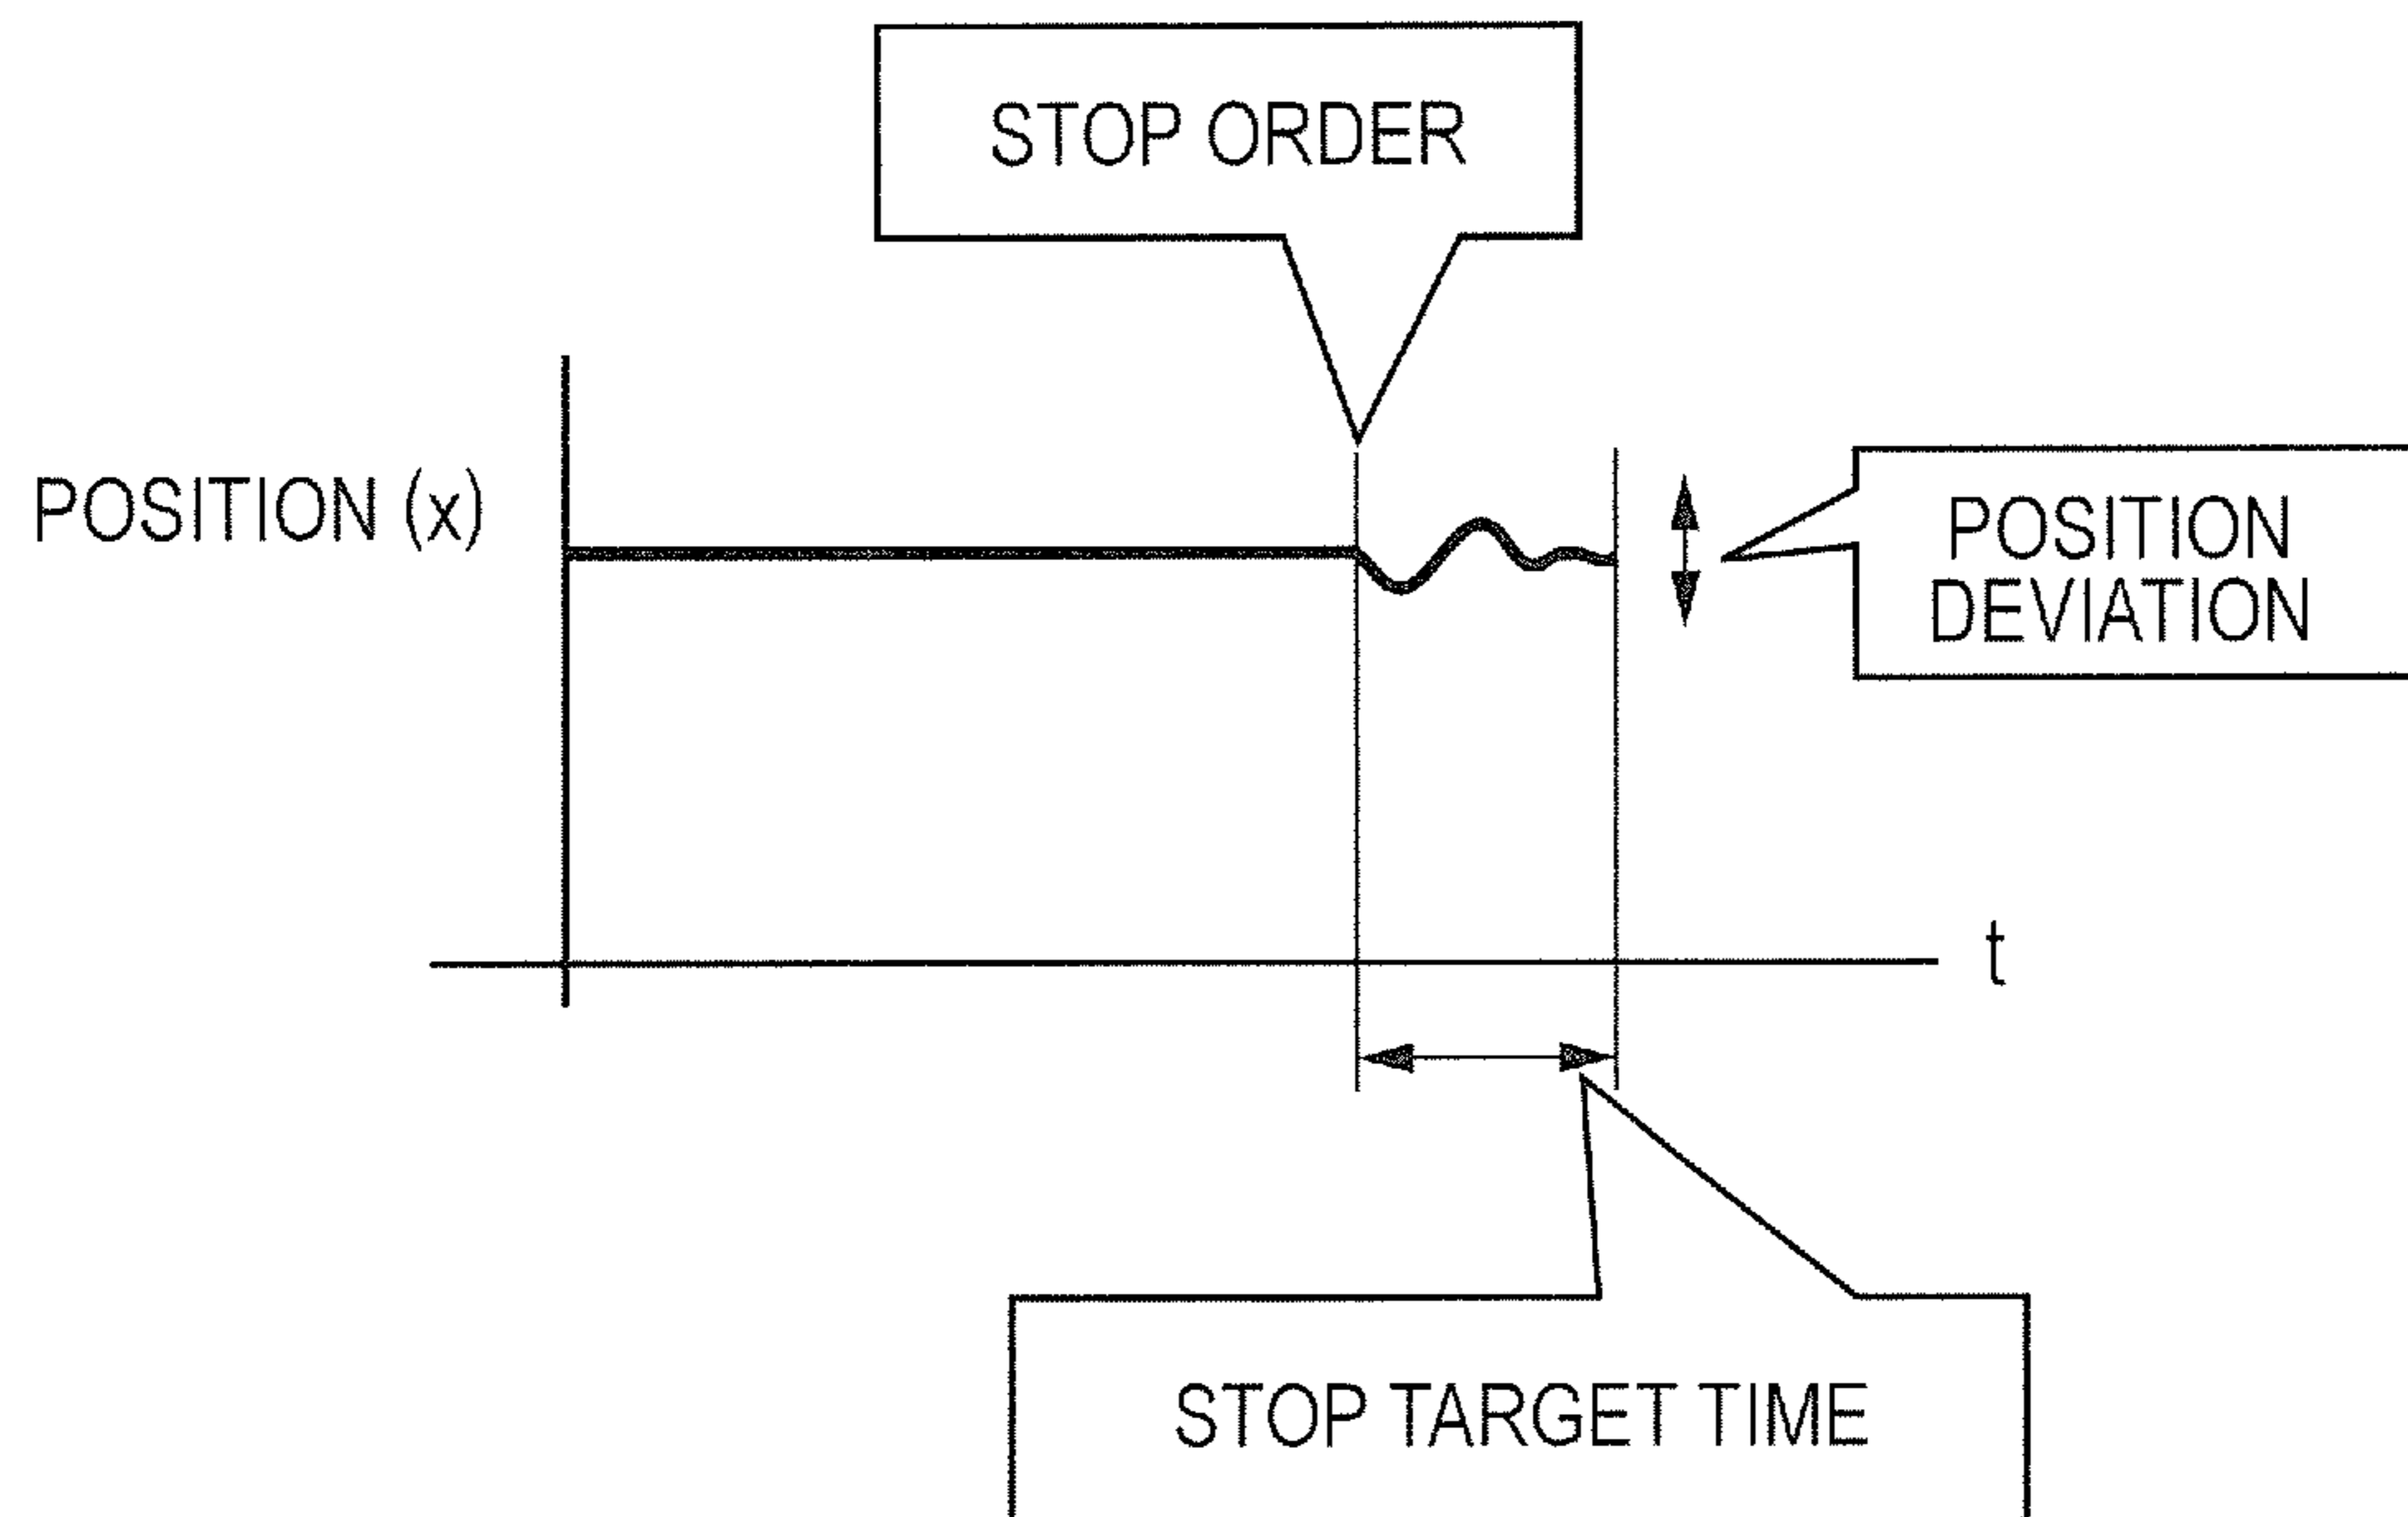 STOP ORDER
POSITION (x)
POSITION
DEVIATION
t
STOP TARGET TIME